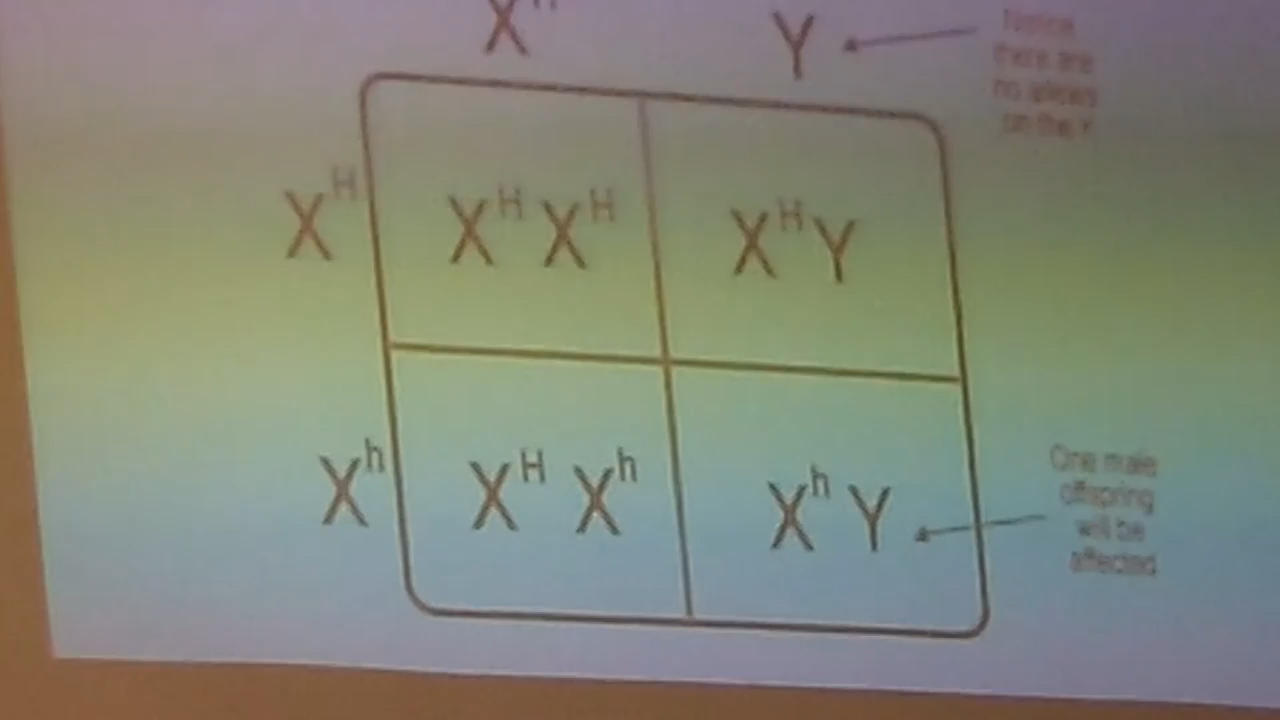 X^H Y
Notice
there are
no alleles
on the Y
X^H X^H X^H X^H Y
X^h X^H X^h X^h Y
One male
offspring
will be
affected